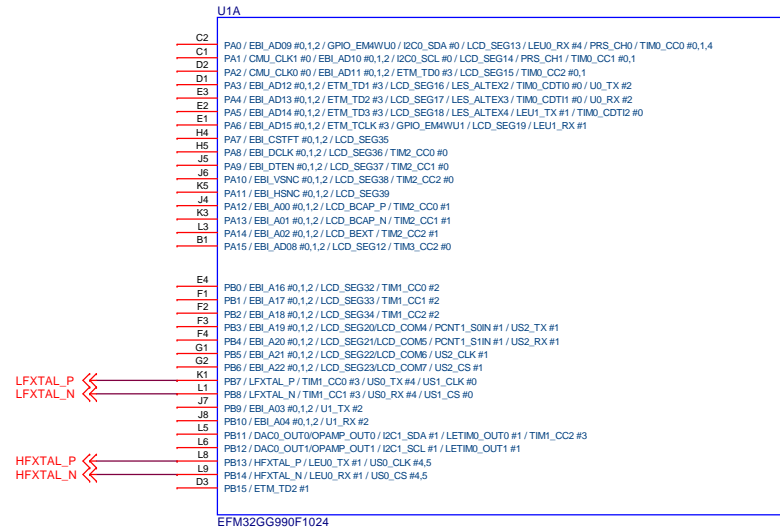 U1A
C2 PA0 / EBI_AD09 #0,1,2 / GPIO_EM4WU0 / I2C0_SDA #0 / LCD_SEG13 / LEU0_RX #4 / PRS_CH0 / TIM0_CC0 #0,1,4
C1 PA1 / CMU_CLK1 #0 / EBI_AD10 #0,1,2 / I2C0_SCL #0 / LCD_SEG14 / PRS_CH1 / TIM0_CC1 #0,1
D2 PA2 / CMU_CLK0 #0 / EBI_AD11 #0,1,2 / ETM_TD0 #3 / LCD_SEG15 / TIM0_CC2 #0,1
D1 PA3 / EBI_AD12 #0,1,2 / ETM_TD1 #3 / LCD_SEG16 / LES_ALTEX2 / TIM0_CDTI0 #0 / U0_TX #2
E3 PA4 / EBI_AD13 #0,1,2 / ETM_TD2 #3 / LCD_SEG17 / LES_ALTEX3 / TIM0_CDTI1 #0 / U0_RX #2
E2 PA5 / EBI_AD14 #0,1,2 / ETM_TD3 #3 / LCD_SEG18 / LES_ALTEX4 / LEU1_TX #1 / TIM0_CDTI2 #0
E1 PA6 / EBI_AD15 #0,1,2 / ETM_TCLK #3 / GPIO_EM4WU1 / LCD_SEG19 / LEU1_RX #1
H4 PA7 / EBI_CSTFT #0,1,2 / LCD_SEG35
H5 PA8 / EBI_DCLK #0,1,2 / LCD_SEG36 / TIM2_CC0 #0
J5 PA9 / EBI_DTEN #0,1,2 / LCD_SEG37 / TIM2_CC1 #0
J6 PA10 / EBI_VSNC #0,1,2 / LCD_SEG38 / TIM2_CC2 #0
K5 PA11 / EBI_HSNC #0,1,2 / LCD_SEG39
J4 PA12 / EBI_A00 #0,1,2 / LCD_BCAP_P / TIM2_CC0 #1
K3 PA13 / EBI_A01 #0,1,2 / LCD_BCAP_N / TIM2_CC1 #1
L3 PA14 / EBI_A02 #0,1,2 / LCD_BEXT / TIM2_CC2 #1
B1 PA15 / EBI_AD08 #0,1,2 / LCD_SEG12 / TIM3_CC2 #0
E4 PB0 / EBI_A16 #0,1,2 / LCD_SEG32 / TIM1_CC0 #2
F1 PB1 / EBI_A17 #0,1,2 / LCD_SEG33 / TIM1_CC1 #2
F2 PB2 / EBI_A18 #0,1,2 / LCD_SEG34 / TIM1_CC2 #2
F3 PB3 / EBI_A19 #0,1,2 / LCD_SEG20/LCD_COM4 / PCNT1_S0IN #1 / US2_TX #1
F4 PB4 / EBI_A20 #0,1,2 / LCD_SEG21/LCD_COM5 / PCNT1_S1IN #1 / US2_RX #1
G1 PB5 / EBI_A21 #0,1,2 / LCD_SEG22/LCD_COM6 / US2_CLK #1
G2 PB6 / EBI_A22 #0,1,2 / LCD_SEG23/LCD_COM7 / US2_CS #1
LFXTAL_P K1 PB7 / LFXTAL_P / TIM1_CC0 #3 / US0_TX #4 / US1_CLK #0
LFXTAL_N L1 PB8 / LFXTAL_N / TIM1_CC1 #3 / US0_RX #4 / US1_CS #0
J7 PB9 / EBI_A03 #0,1,2 / U1_TX #2
J8 PB10 / EBI_A04 #0,1,2 / U1_RX #2
L5 PB11 / DAC0_OUT0/OPAMP_OUT0 / I2C1_SDA #1 / LETIM0_OUT0 #1 / TIM1_CC2 #3
L6 PB12 / DAC0_OUT1/OPAMP_OUT1 / I2C1_SCL #1 / LETIM0_OUT1 #1
HFXTAL_P L8 PB13 / HFXTAL_P / LEU0_TX #1 / US0_CLK #4,5
HFXTAL_N L9 PB14 / HFXTAL_N / LEU0_RX #1 / US0_CS #4,5
D3 PB15 / ETM_TD2 #1
EFM32GG990F1024